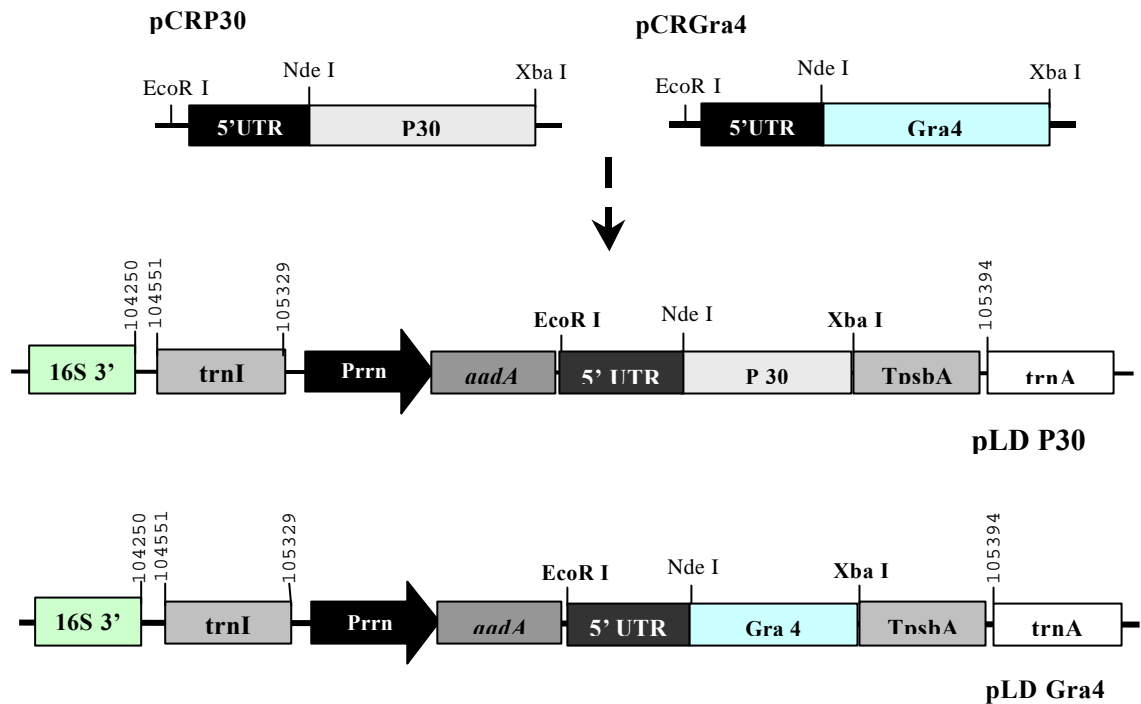 pCRP30
pCRGra4
EcoR I
Nde I
Xba I
EcoR I
Nde I
Xba I
5’UTR
P30
5’UTR
Gra4
104250
104551
105329
EcoR I
Nde I
Xba I
105394
16S 3’
trnI
Prrn
aadA
5’ UTR
P 30
TpsbA
trnA
pLD P30
104250
104551
105329
EcoR I
Nde I
Xba I
105394
16S 3’
trnI
Prrn
aadA
5’ UTR
Gra 4
TpsbA
trnA
pLD Gra4